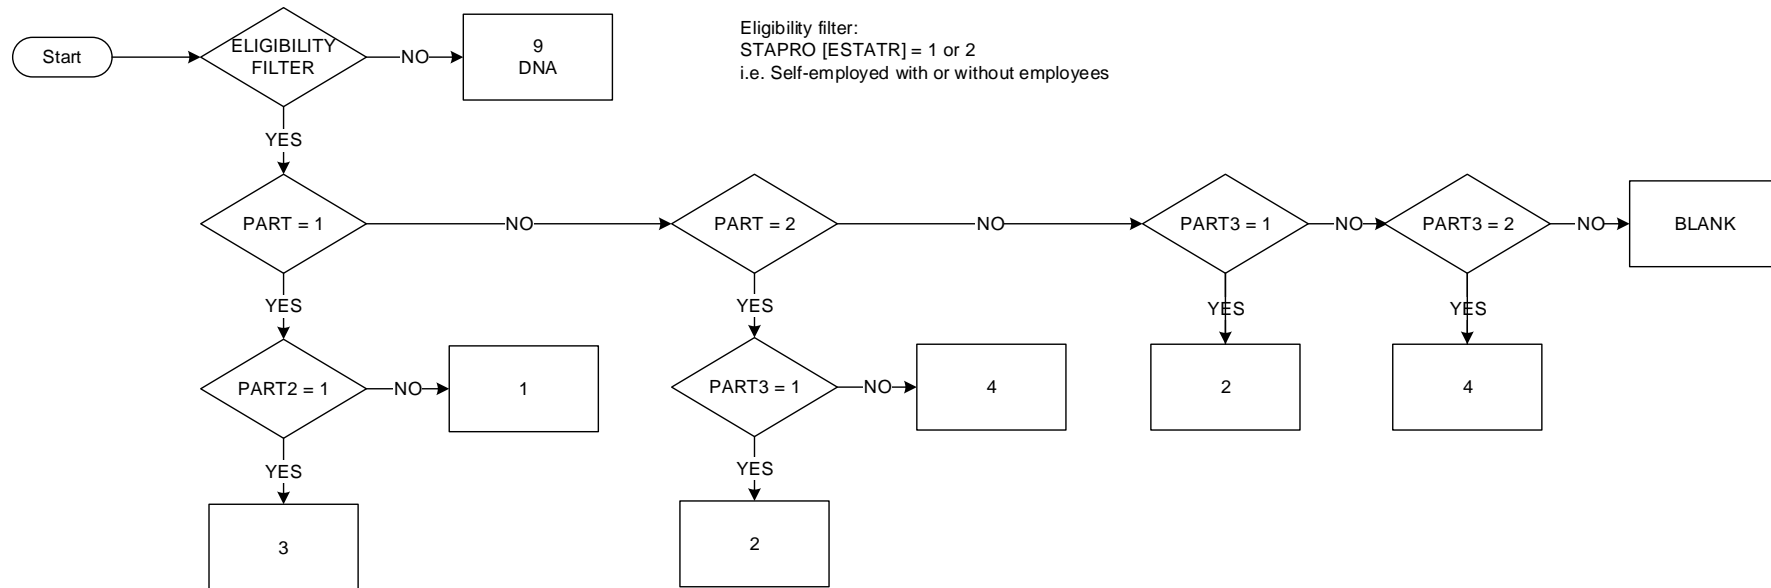 Start
ELIGIBILITY
FILTER
NO
9
DNA
Eligibility filter:
STAPRO [ESTATR] = 1 or 2
i.e. Self-employed with or without employees
YES
PART = 1
NO
PART = 2
NO
PART3 = 1
NO
PART3 = 2
NO
BLANK
YES
YES
YES
YES
PART2 = 1
NO
1
PART3 = 1
NO
4
2
4
YES
YES
3
2